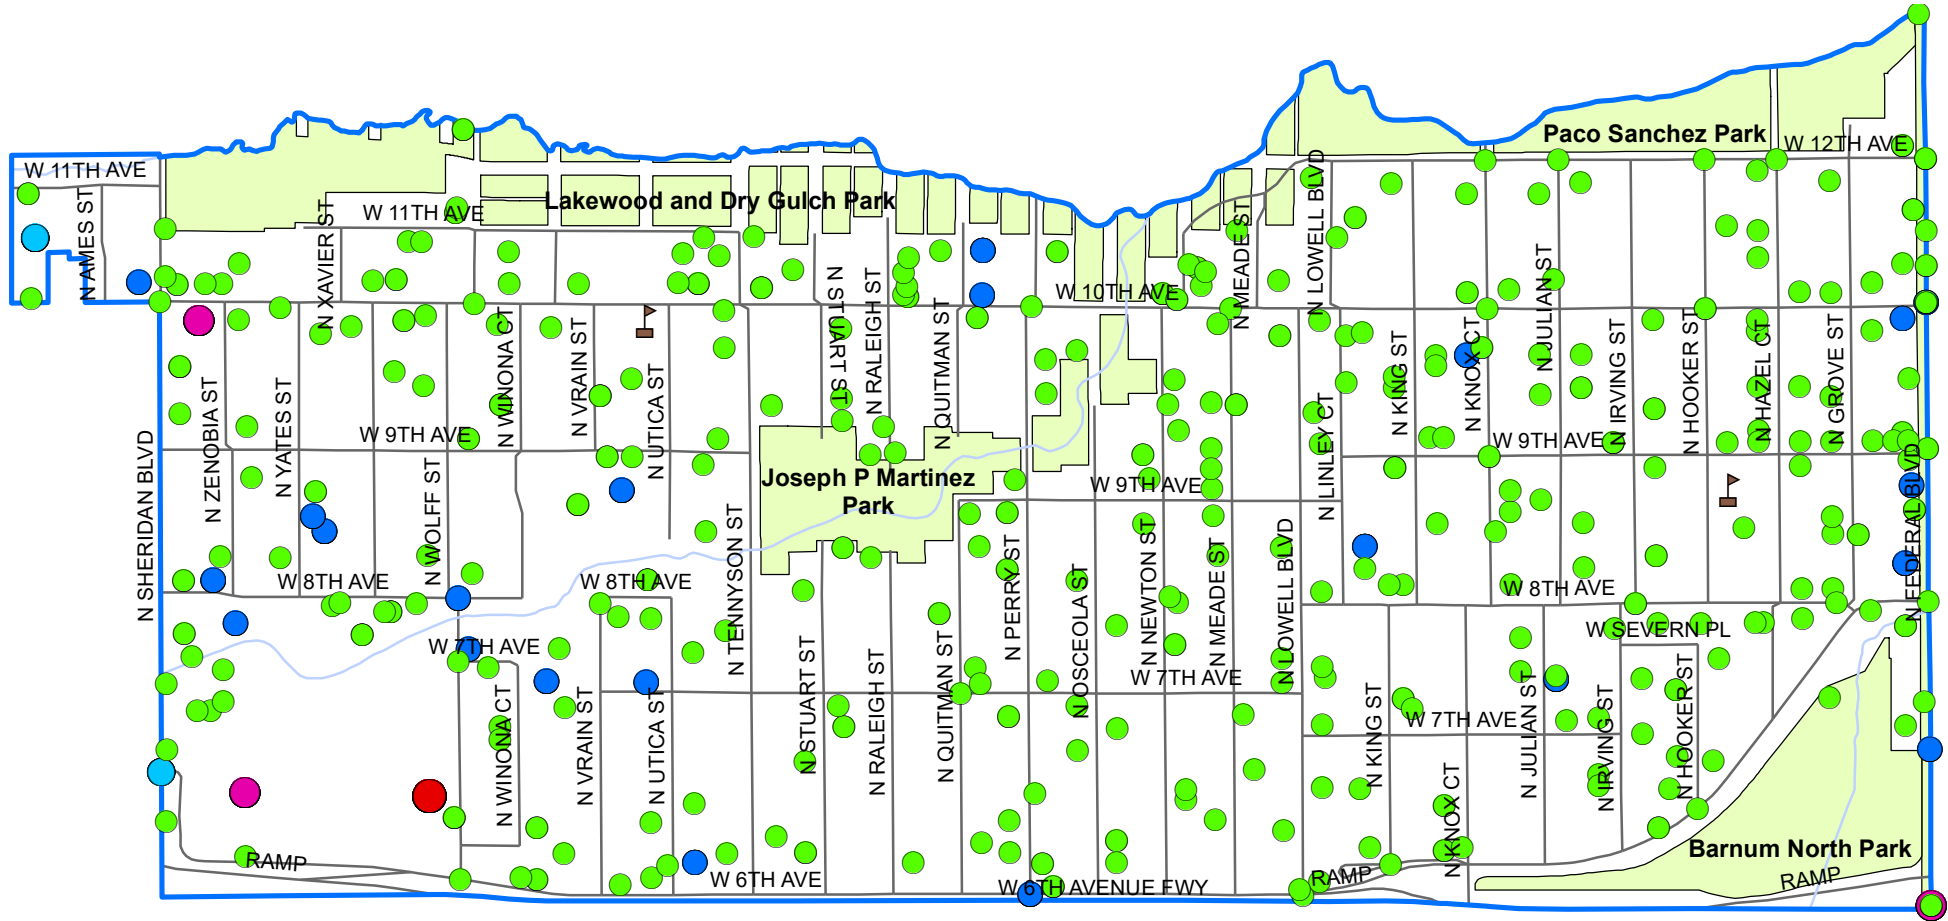 Paco Sanchez Park
W 12TH AVE
W 11TH AVE
Lakewood and Dry Gulch Park
W 11TH AVE
N AMES ST
N XAVIER ST
N MEADE ST
N LOWELL BLVD
W 10TH AVE
N STUART ST
N RALEIGH ST
N QUITMAN ST
N WINONA CT
N VRAIN ST
N UTICA ST
N ZENOBIA ST
N YATES ST
N KING ST
N KNOX CT
N JULIAN ST
N IRVING ST
N HOOKER ST
N HAZEL CT
N GROVE ST
N LINLEY CT
W 9TH AVE
W 9TH AVE
N SHERIDAN BLVD
N WOLFF ST
Joseph P Martinez
Park
W 9TH AVE
N FEDERAL BLVD
N TENNYSON ST
N PERRY ST
N OSCEOLA ST
N NEWTON ST
N MEADE ST
N LOWELL BLVD
W 8TH AVE
W 8TH AVE
W 8TH AVE
W SEVERN PL
W 7TH AVE
W 7TH AVE
W 7TH AVE
N WINONA CT
N VRAIN ST
N UTICA ST
N STUART ST
N RALEIGH ST
N QUITMAN ST
N KING ST
N KNOX CT
N JULIAN ST
N IRVING ST
N HOOKER ST
Barnum North Park
RAMP
W 6TH AVE
W 6TH AVENUE FWY
RAMP
RAMP